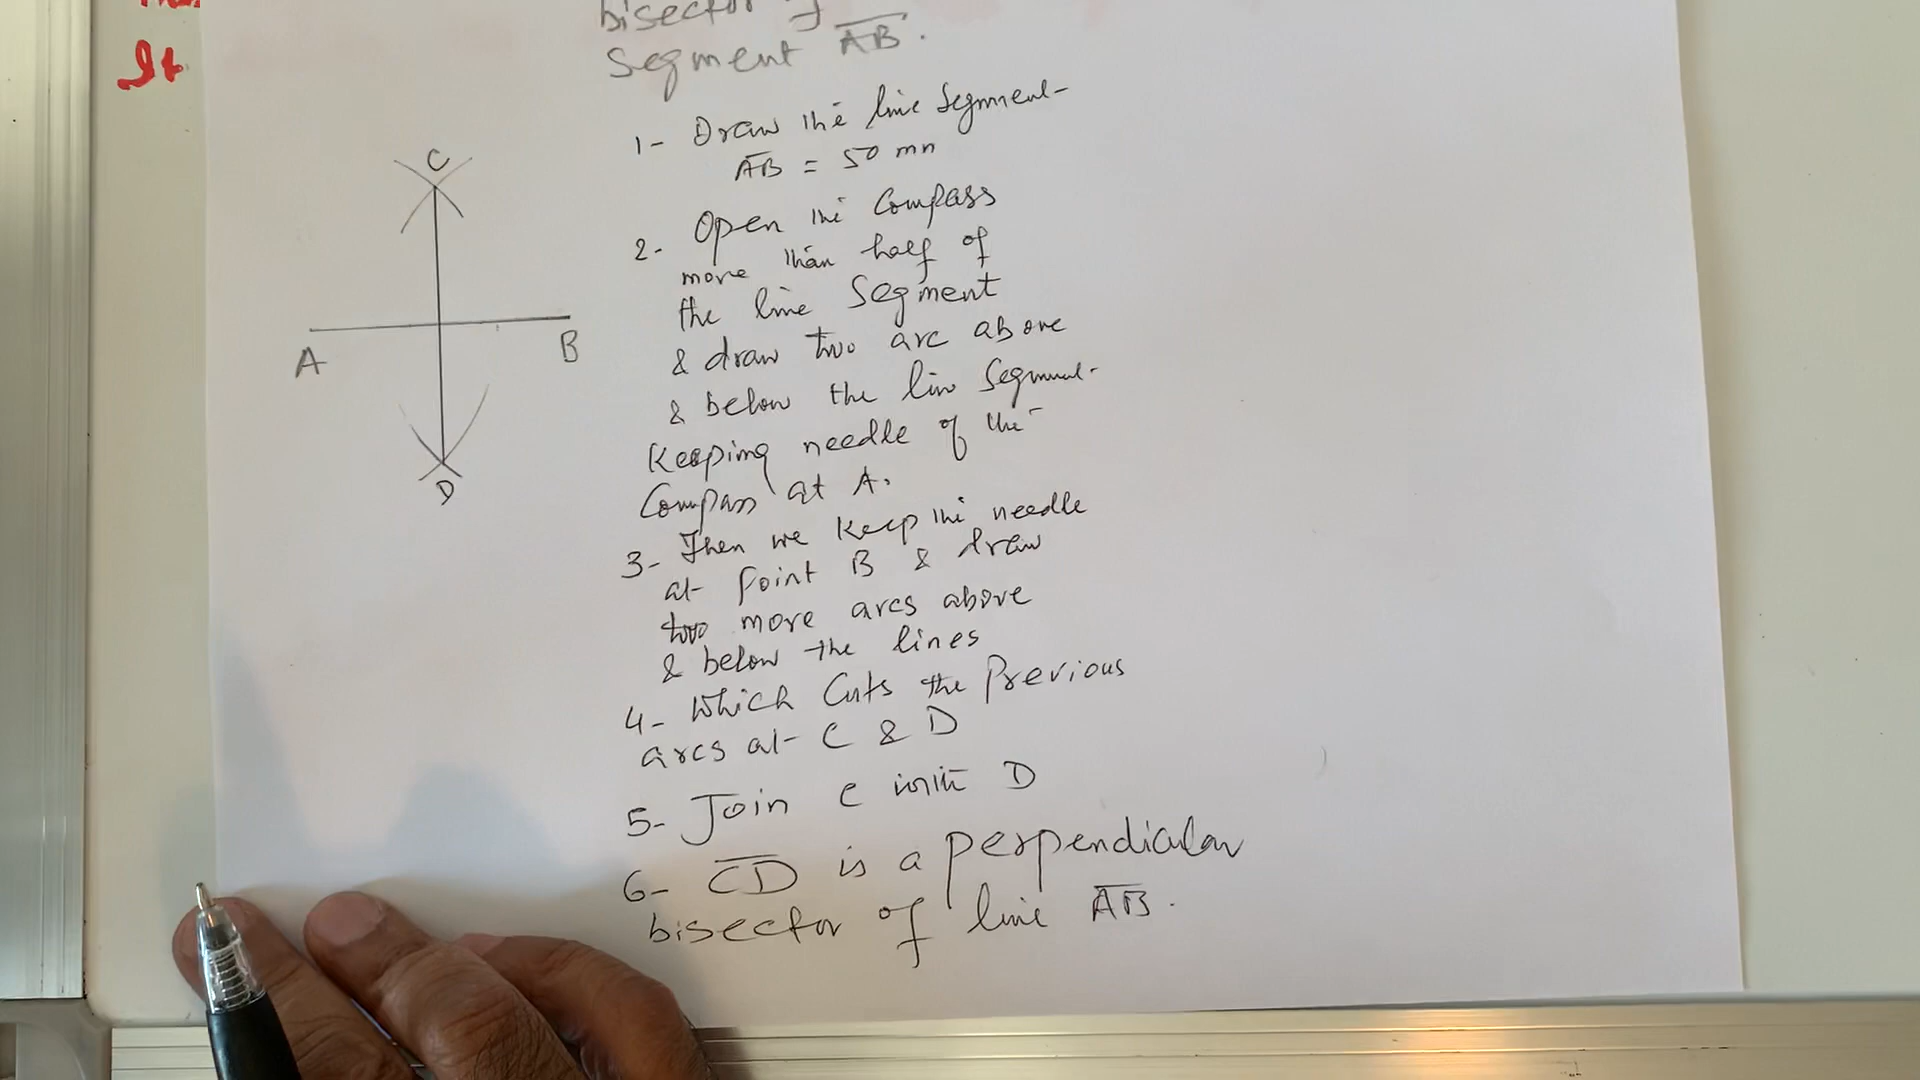 It
bisector of
Segment AB.
1- Draw the line Segment
AB = 50 mm
2- Open the Compass
more than half of
the line Segment
& draw two arc above
& below the line Segment
Keeping needle of the
Compass at A.
3- Then we Keep the needle
at Point B & draw
two more arcs above
& below the lines
4- Which Cuts the Previous
arcs at C & D
5- Join C with D
6- CD is a perpendicular
bisector of line AB.
C
A
B
D